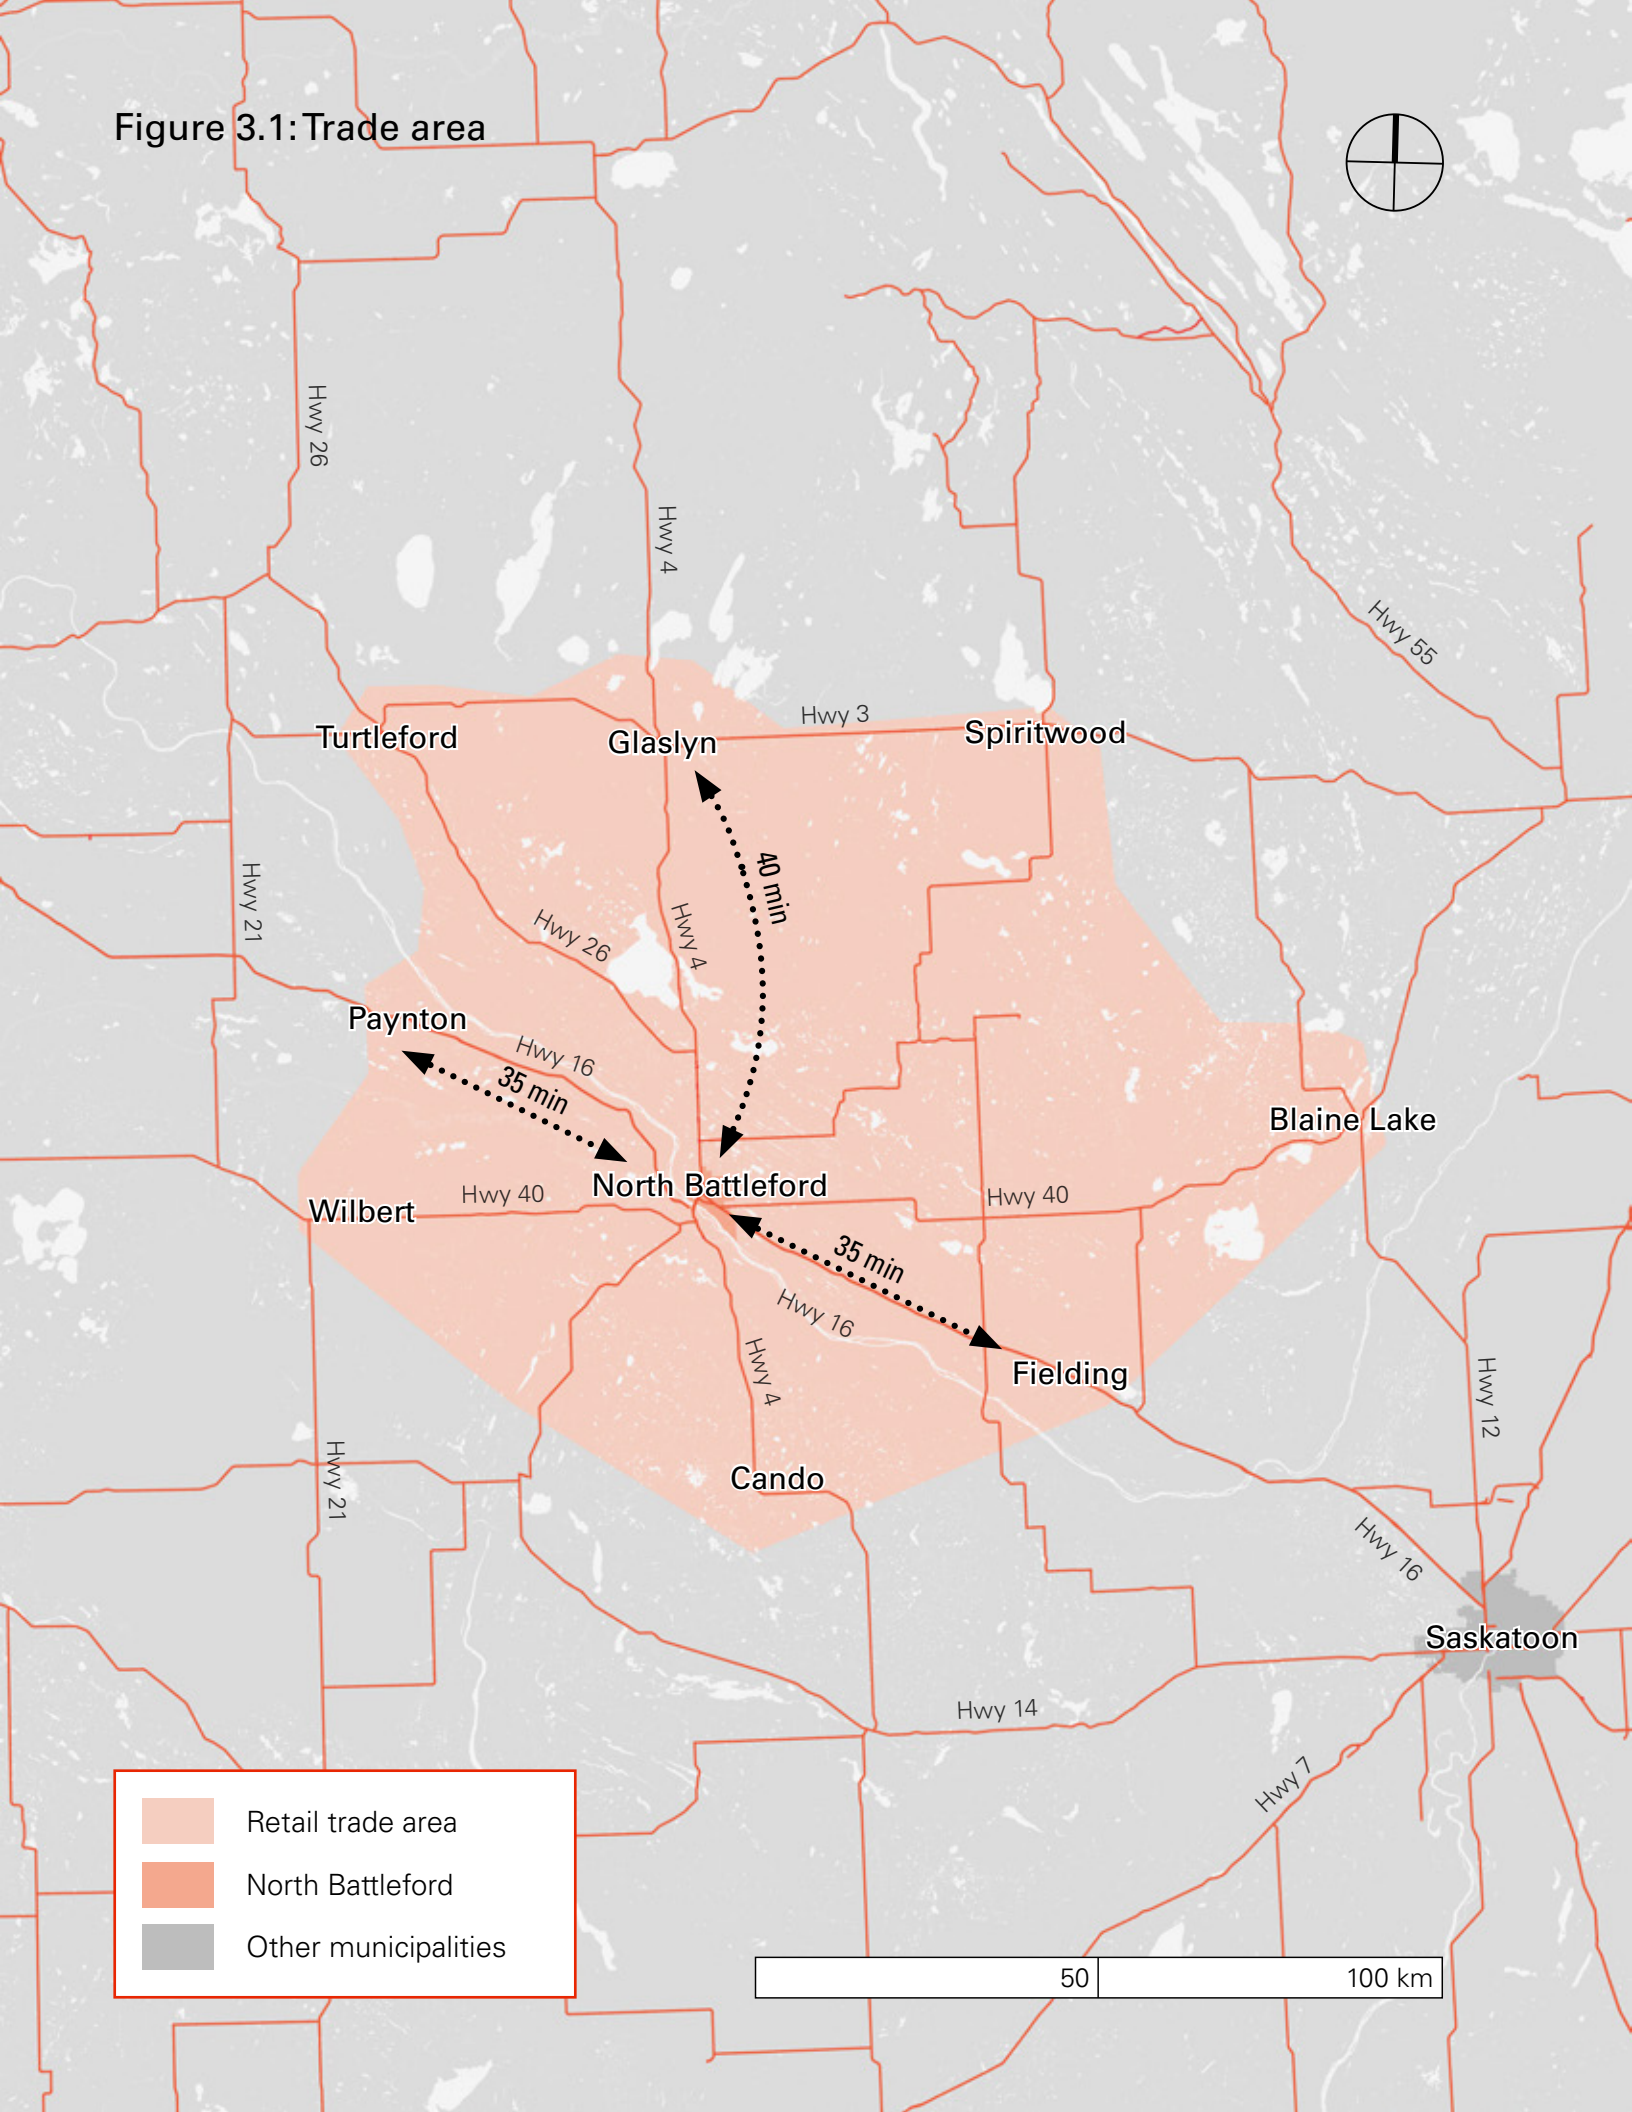 Figure 3.1: Trade area
Hwy 26
Hwy 4
Hwy 55
Hwy 3
Turtleford
Glaslyn
Spiritwood
40 min
Hwy 21
Hwy 26
Hwy 4
Paynton
Hwy 16
35 min
Blaine Lake
North Battleford
Hwy 40
Hwy 40
Wilbert
35 min
Hwy 16
Hwy 4
Fielding
Hwy 12
Hwy 21
Cando
Hwy 16
Saskatoon
Hwy 14
Hwy 7
Retail trade area
North Battleford
Other municipalities
50
100 km